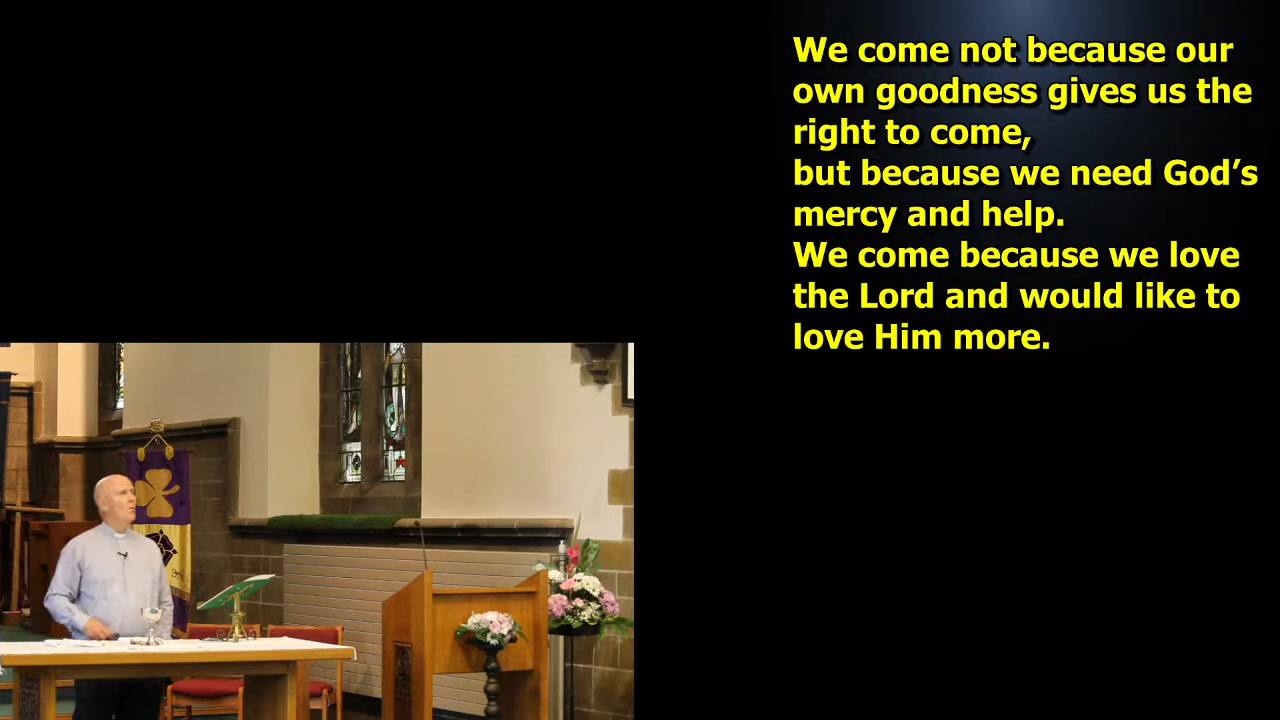 We come not because our
own goodness gives us the
right to come,
but because we need God’s
mercy and help.
We come because we love
the Lord and would like to
love Him more.